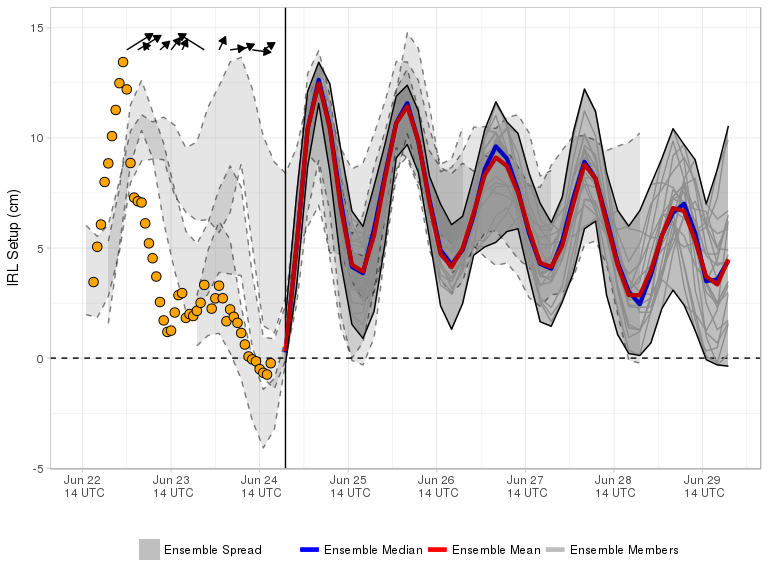 IRL Setup (cm)
15
10
5
0
-5
Jun 22 Jun 23 Jun 24 Jun 25 Jun 26 Jun 27 Jun 28 Jun 29
14 UTC 14 UTC 14 UTC 14 UTC 14 UTC 14 UTC 14 UTC 14 UTC
Ensemble Spread Ensemble Median Ensemble Mean Ensemble Members